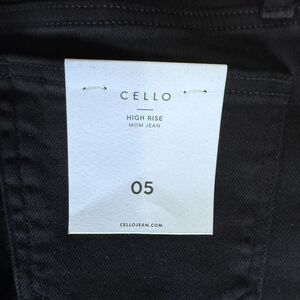 CELLO
HIGH RISE
MOM JEAN
05
CELLOJEAN.COM